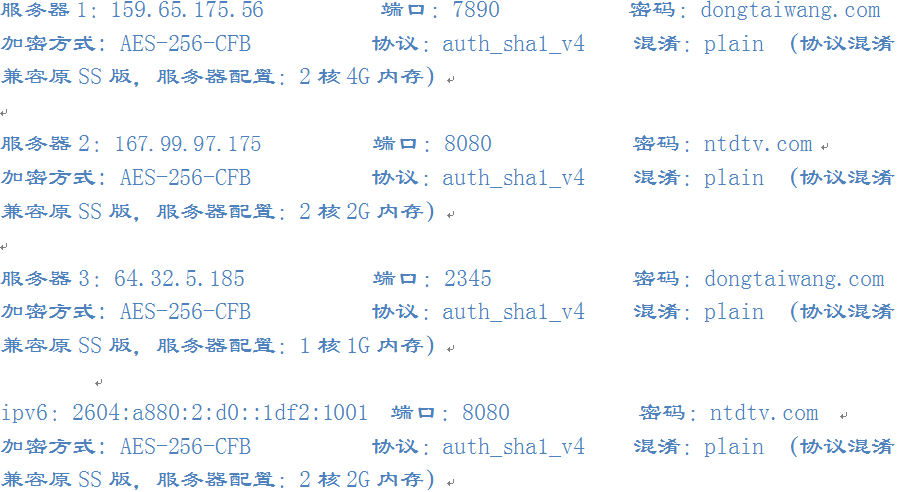 服务器 1：159.65.175.56 端口：7890 密码：dongtaiwang.com
加密方式：AES-256-CFB 协议：auth_sha1_v4 混淆：plain （协议混淆
兼容原 SS 版，服务器配置：2 核 4G 内存）
服务器 2：167.99.97.175 端口：8080 密码：ntdtv.com
加密方式：AES-256-CFB 协议：auth_sha1_v4 混淆：plain （协议混淆
兼容原 SS 版，服务器配置：2 核 2G 内存）
服务器 3：64.32.5.185 端口：2345 密码：dongtaiwang.com
加密方式：AES-256-CFB 协议：auth_sha1_v4 混淆：plain （协议混淆
兼容原 SS 版，服务器配置：1 核 1G 内存）
ipv6：2604:a880:2:d0::1df2:1001 端口：8080 密码：ntdtv.com
加密方式：AES-256-CFB 协议：auth_sha1_v4 混淆：plain （协议混淆
兼容原 SS 版，服务器配置：2 核 2G 内存）